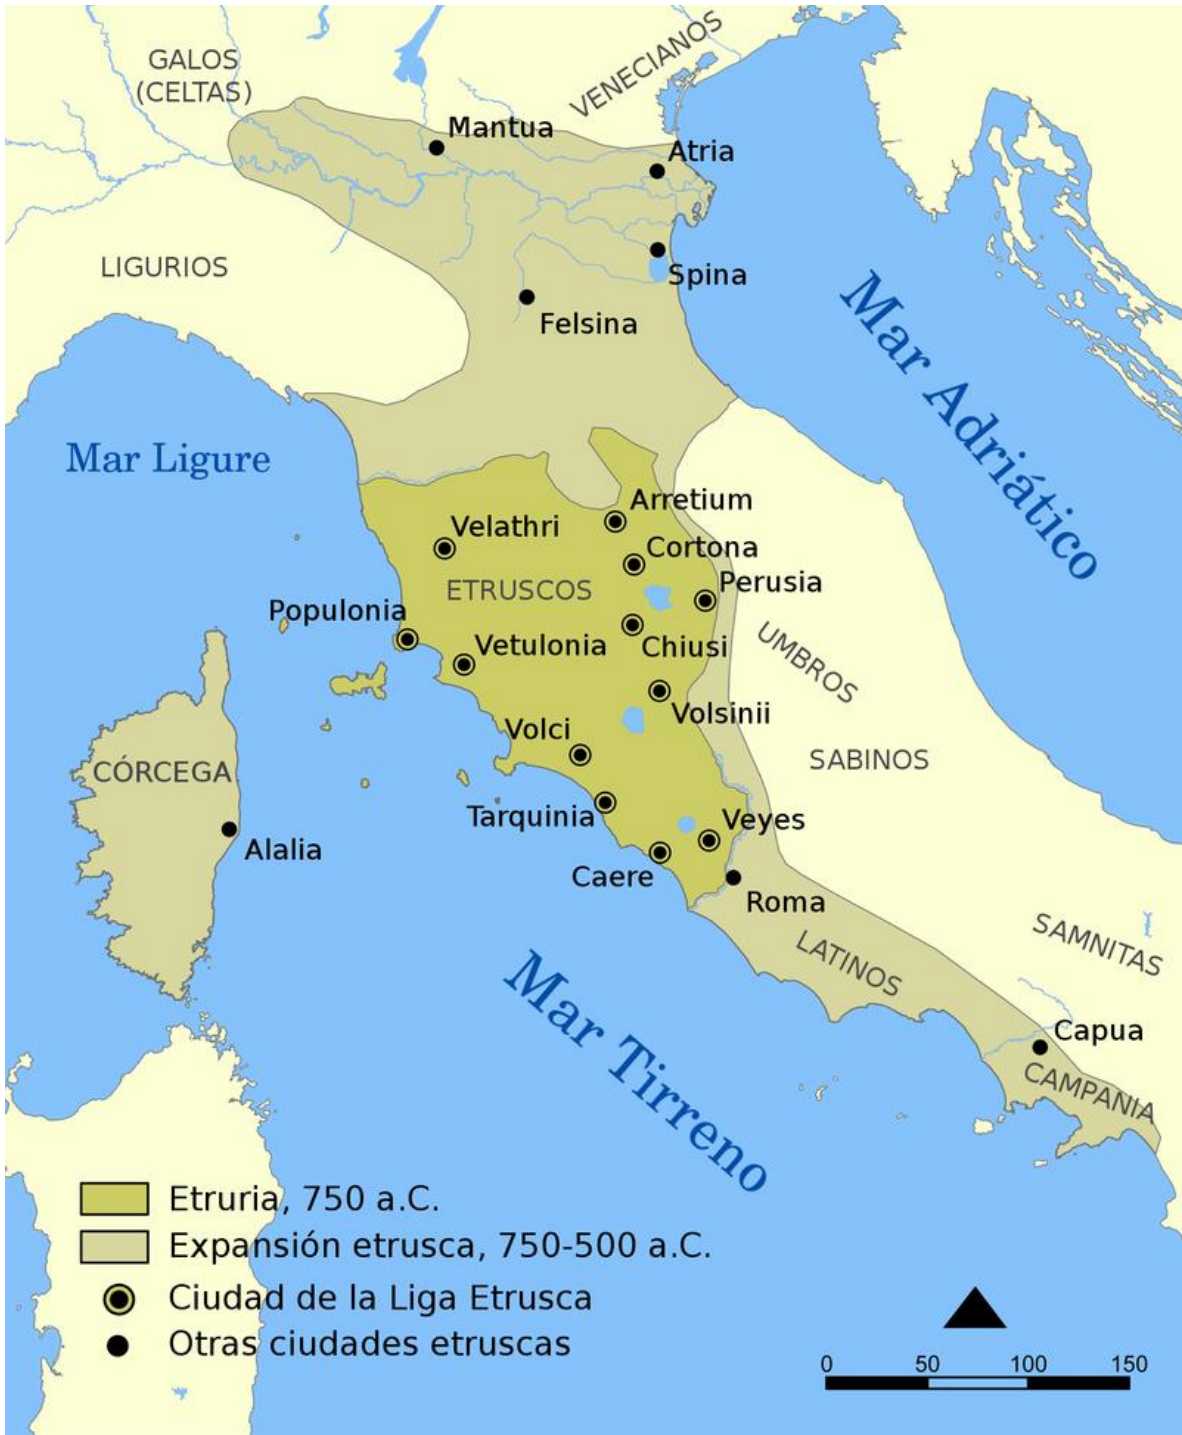 GALOS
(CELTAS)
VENECIANOS
Mantua
Atria
LIGURIOS
Spina
Felsina
Mar Adriático
Mar Ligure
Arretium
Velathri
Cortona
ETRUSCOS
Perusia
Populonia
Vetulonia
Chiusi
UMBROS
Volsinii
Volci
SABINOS
CÓRCEGA
Tarquinia
Veyes
Alalia
Caere
Roma
LATINOS
SAMNITAS
Mar Tirreno
Capua
CAMPANIA
Etruria, 750 a.C.
Expansión etrusca, 750-500 a.C.
Ciudad de la Liga Etrusca
Otras ciudades etruscas
0 50 100 150